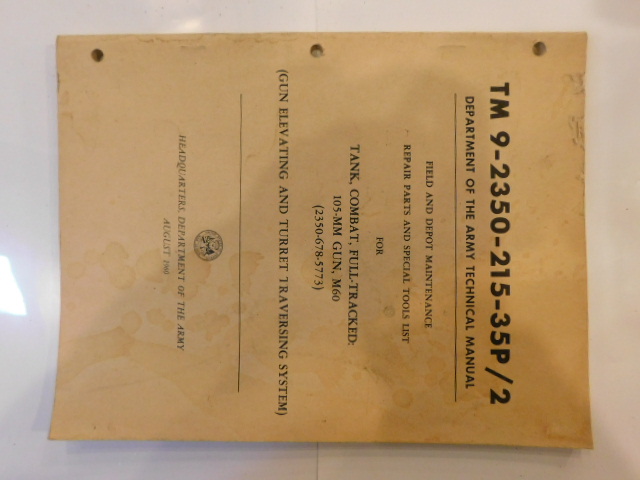 TM 9-2350-215-35P/2
DEPARTMENT OF THE ARMY TECHNICAL MANUAL
FIELD AND DEPOT MAINTENANCE
REPAIR PARTS AND SPECIAL TOOLS LIST
FOR
TANK, COMBAT, FULL-TRACKED:
105-MM GUN, M60
(2350-678-5773)
(GUN ELEVATING AND TURRET TRAVERSING SYSTEM)
HEADQUARTERS, DEPARTMENT OF THE ARMY
AUGUST 1960